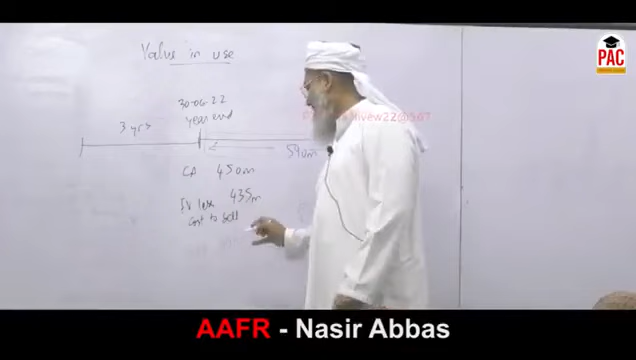 Value in use
30-06-22
3 yrs
year end
540m
CA 450m
FV less 435m
cost to sell
PAC
AAFR - Nasir Abbas